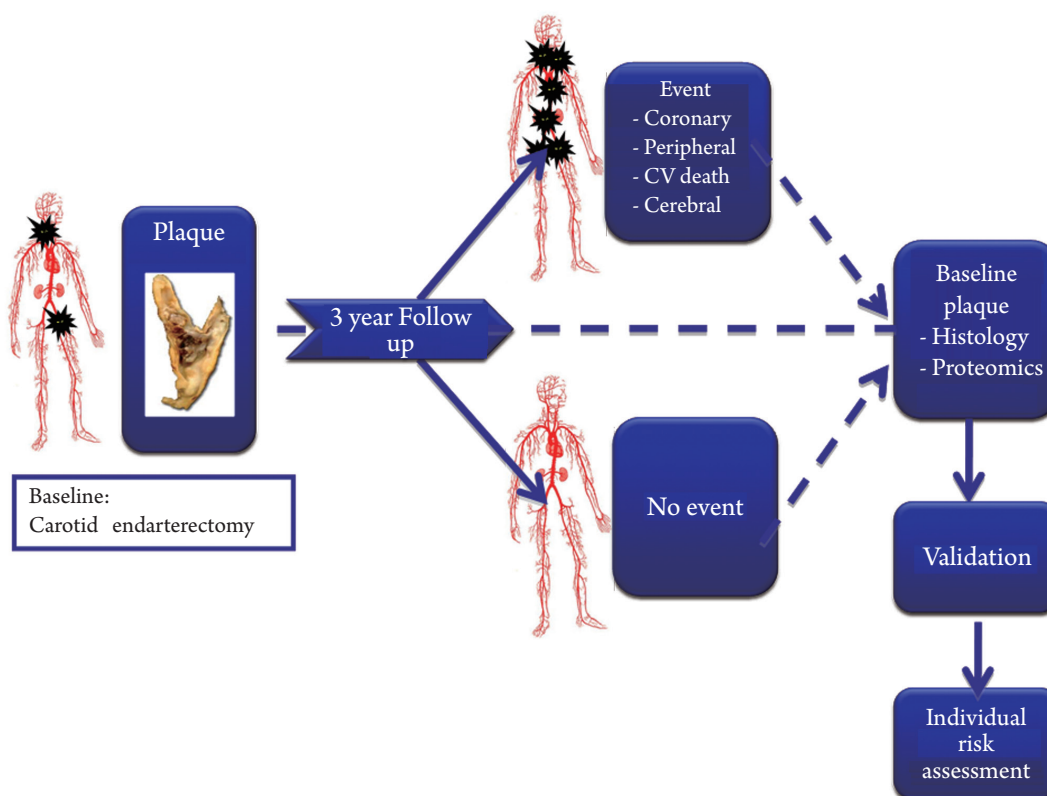 Plaque
Baseline:
Carotid endarterectomy
3 year Follow
up
Event
- Coronary
- Peripheral
- CV death
- Cerebral
No event
Baseline
plaque
- Histology
- Proteomics
Validation
Individual
risk
assessment